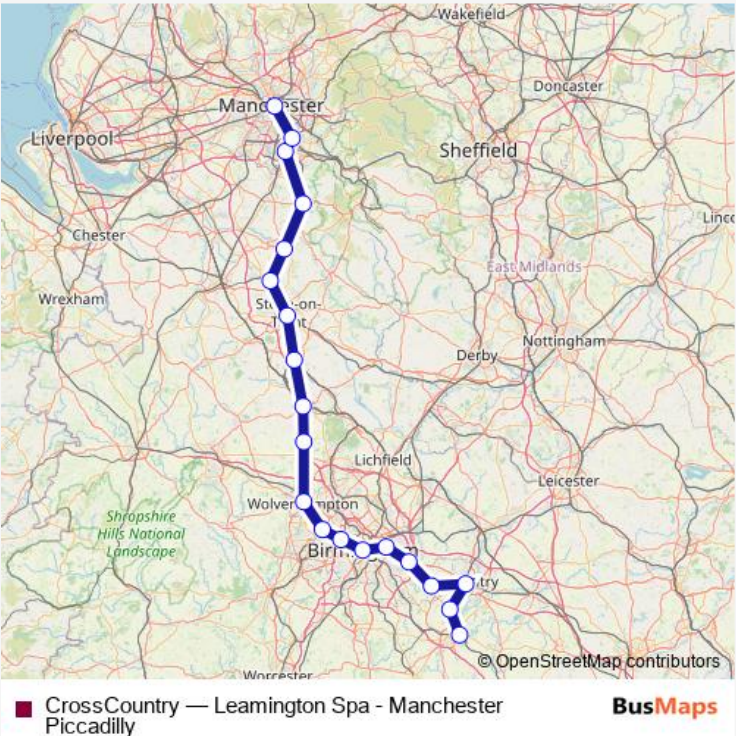 Wakefield
Doncaster
Manchester
Liverpool
Sheffield
Linco
Chester
East Midlands
Wrexham
Stoke-on-
Trent
Nottingham
Derby
Lichfield
Leicester
Wolverhampton
Shropshire
Hills National
Landscape
Birmingham
try
Worcester
© OpenStreetMap contributors
CrossCountry — Leamington Spa - Manchester
Piccadilly
BusMaps